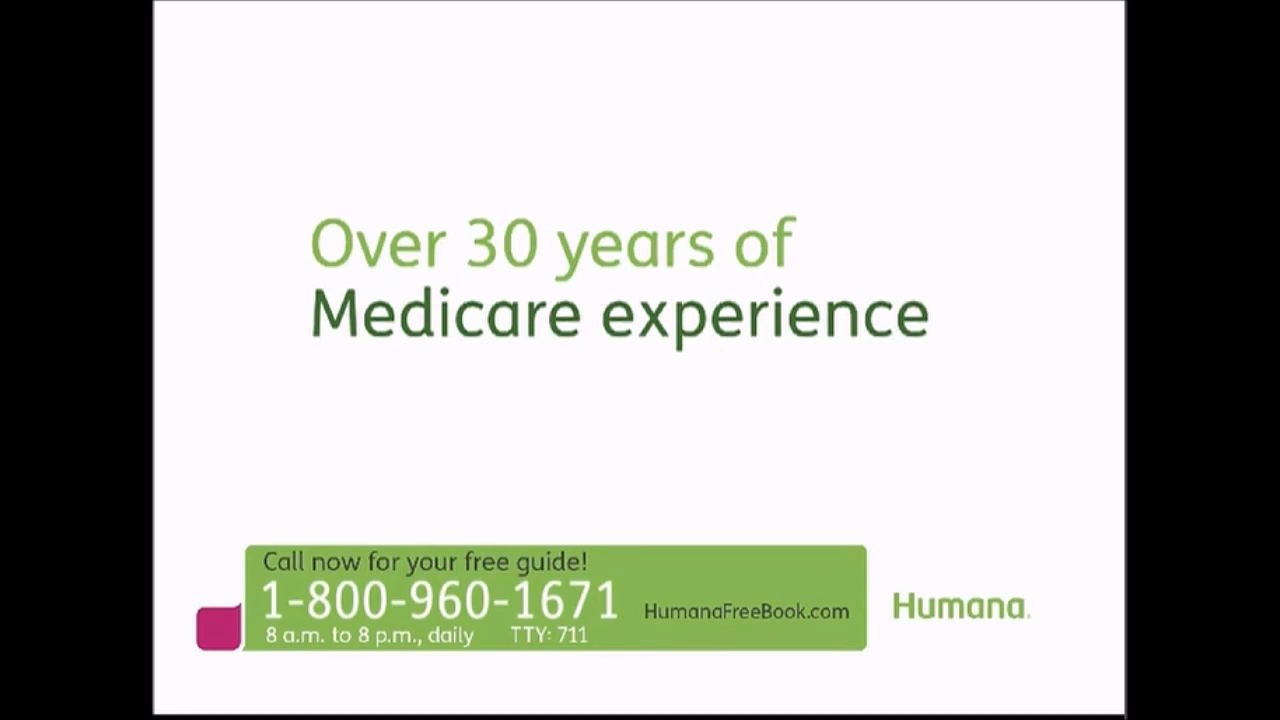 Over 30 years of
Medicare experience
Call now for your free guide!
1-800-960-1671
HumanaFreeBook.com
8 a.m. to 8 p.m., daily TTY: 711
Humana.